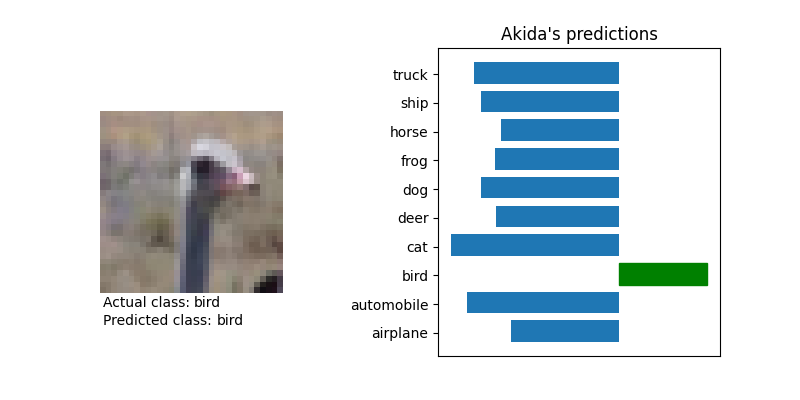 Akida's predictions
truck
ship
horse
frog
dog
deer
cat
bird
automobile
airplane
Actual class: bird
Predicted class: bird